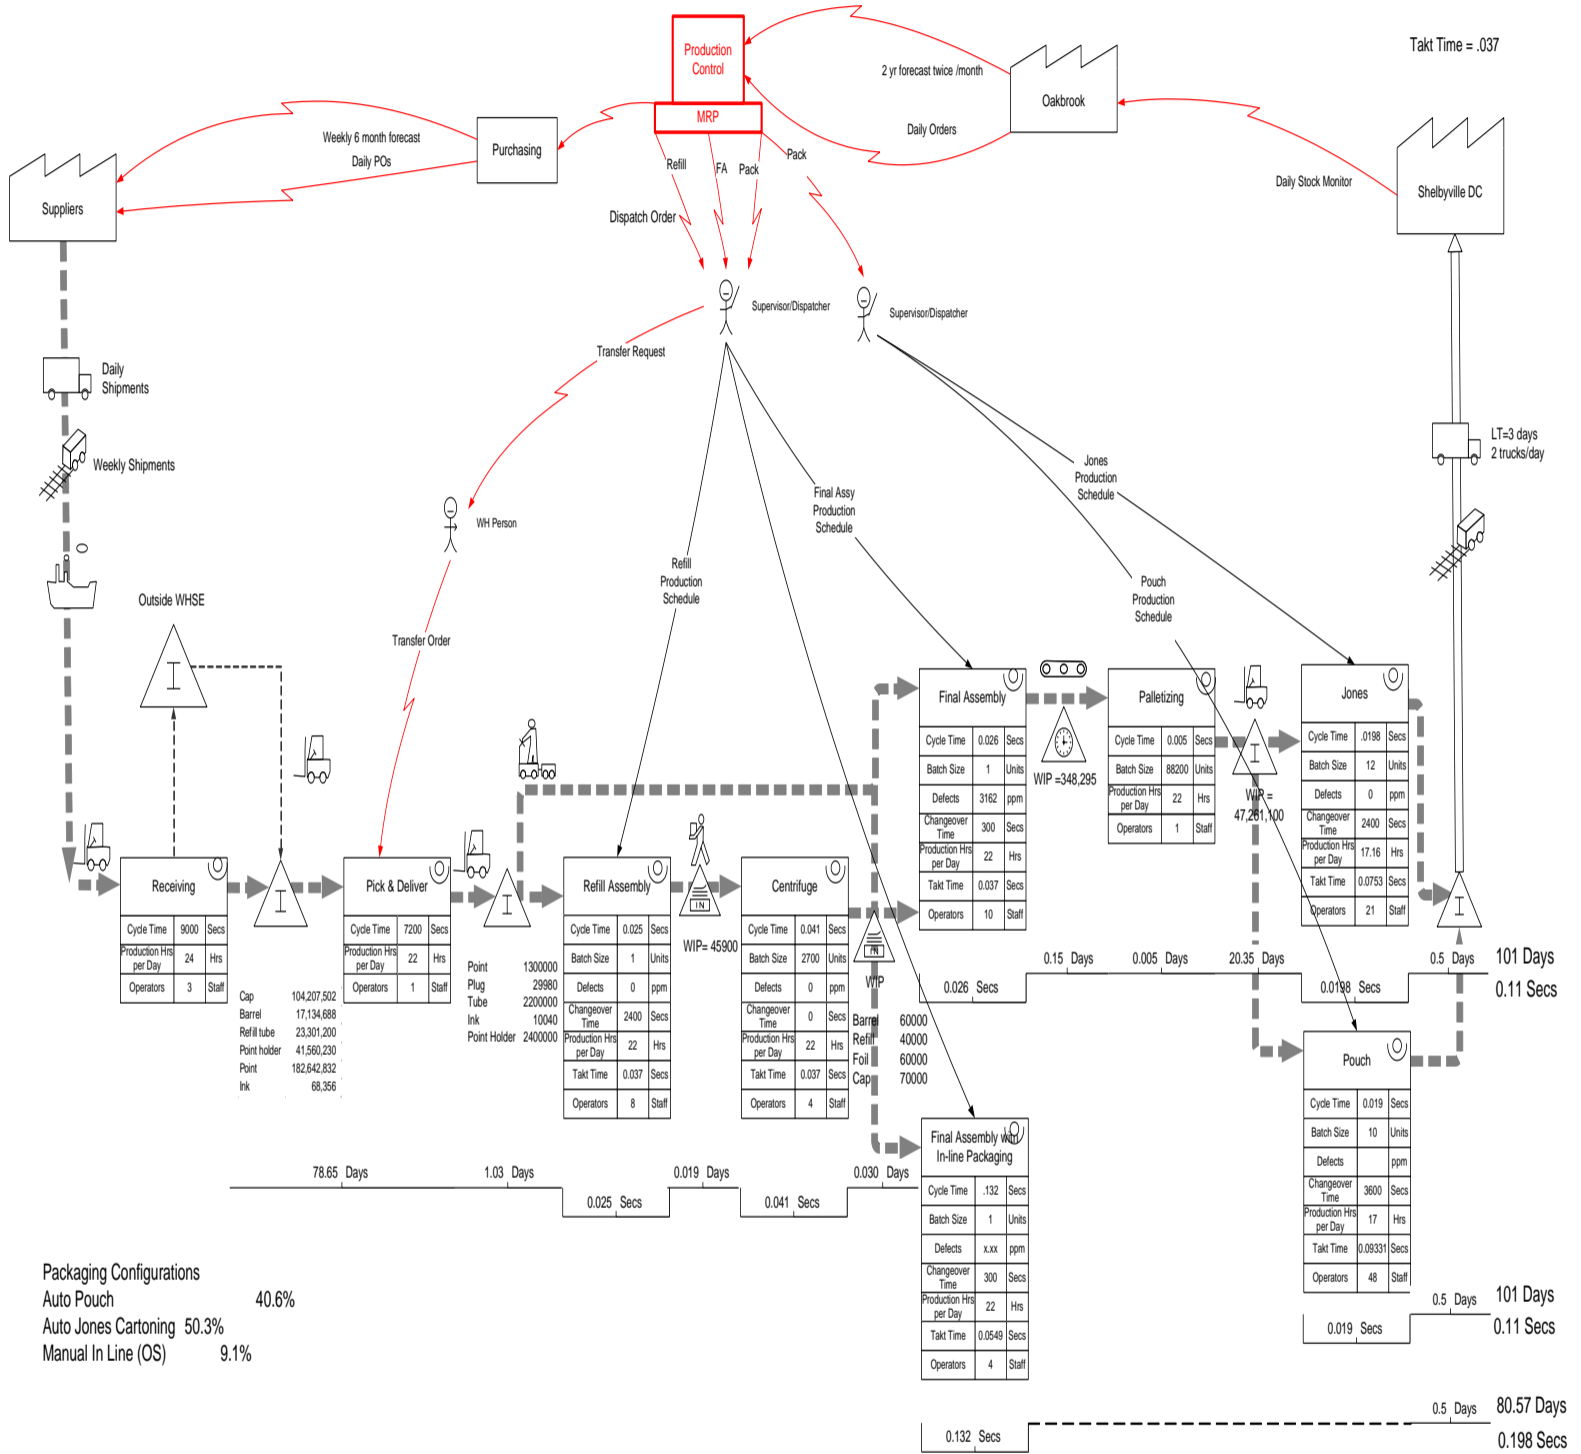 Production
Control
MRP
Takt Time = .037
2 yr forecast twice /month
Oakbrook
Daily Orders
Daily Stock Monitor
Shelbyville DC
Weekly 6 month forecast
Daily POs
Purchasing
Suppliers
Refill
FA
Pack
Pack
Dispatch Order
Supervisor/Dispatcher
Supervisor/Dispatcher
Transfer Request
Daily
Shipments
Weekly Shipments
LT=3 days
2 trucks/day
Jones
Production
Schedule
Final Assy
Production
Schedule
WH Person
Refill
Production
Schedule
Pouch
Production
Schedule
Outside WHSE
Transfer Order
I
Receiving
Cycle Time 9000 Secs
Production Hrs
per Day 24 Hrs
Operators 3 Staff
I
Cap 104,207,502
Barrel 17,134,688
Refill tube 23,301,200
Point holder 41,560,230
Point 182,642,832
Ink 68,356
Pick & Deliver
Cycle Time 7200 Secs
Production Hrs
per Day 22 Hrs
Operators 1 Staff
I
Point 1300000
Plug 29980
Tube 2200000
Ink 10040
Point Holder 2400000
Refill Assembly
Cycle Time 0.025 Secs
Batch Size 1 Units
Defects 0 ppm
Changeover
Time 2400 Secs
Production Hrs
per Day 22 Hrs
Takt Time 0.037 Secs
Operators 8 Staff
IN
WIP= 45900
Centrifuge
Cycle Time 0.041 Secs
Batch Size 2700 Units
Defects 0 ppm
Changeover
Time 0 Secs
Production Hrs
per Day 22 Hrs
Takt Time 0.037 Secs
Operators 4 Staff
IN
WIP
Barrel 60000
Refill 40000
Foil 60000
Cap 70000
Final Assembly
Cycle Time 0.026 Secs
Batch Size 1 Units
Defects 3162 ppm
Changeover
Time 300 Secs
Production Hrs
per Day 22 Hrs
Takt Time 0.037 Secs
Operators 10 Staff
WIP =348,295
Palletizing
Cycle Time 0.005 Secs
Batch Size 88200 Units
Production Hrs
per Day 22 Hrs
Operators 1 Staff
I
WIP =
47,261,100
Jones
Cycle Time .0198 Secs
Batch Size 12 Units
Defects 0 ppm
Changeover
Time 2400 Secs
Production Hrs
per Day 17.16 Hrs
Takt Time 0.0753 Secs
Operators 21 Staff
I
0.026 Secs
0.15 Days
0.005 Days
20.35 Days
0.0198 Secs
0.5 Days
101 Days
0.11 Secs
Final Assembly with
In-line Packaging
Cycle Time .132 Secs
Batch Size 1 Units
Defects x.xx ppm
Changeover
Time 300 Secs
Production Hrs
per Day 22 Hrs
Takt Time 0.0549 Secs
Operators 4 Staff
Pouch
Cycle Time 0.019 Secs
Batch Size 10 Units
Defects ppm
Changeover
Time 3600 Secs
Production Hrs
per Day 17 Hrs
Takt Time 0.09331 Secs
Operators 48 Staff
78.65 Days
1.03 Days
0.025 Secs
0.019 Days
0.041 Secs
0.030 Days
Packaging Configurations
Auto Pouch 40.6%
Auto Jones Cartoning 50.3%
Manual In Line (OS) 9.1%
0.019 Secs
0.5 Days
101 Days
0.11 Secs
0.132 Secs
0.5 Days
80.57 Days
0.198 Secs